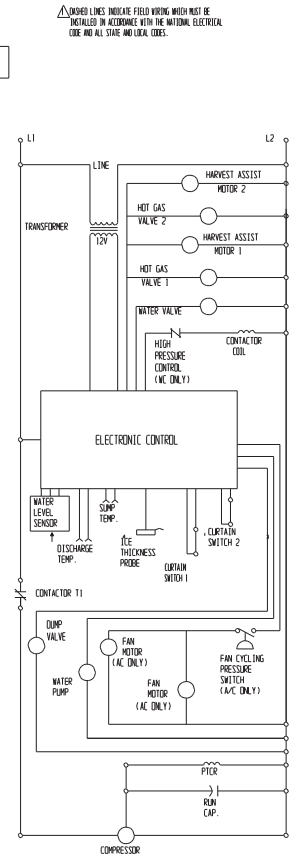 DASHED LINES INDICATE FIELD WIRING WHICH MUST BE
INSTALLED IN ACCORDANCE WITH THE NATIONAL ELECTRICAL
CODE AND ALL STATE AND LOCAL CODES.
L1
L2
LINE
TRANSFORMER
12V
HARVEST ASSIST
MOTOR 2
HOT GAS
VALVE 2
HARVEST ASSIST
MOTOR 1
HOT GAS
VALVE 1
WATER VALVE
HIGH
PRESSURE
CONTROL
(WC ONLY)
CONTACTOR
COIL
ELECTRONIC CONTROL
WATER
LEVEL
SENSOR
DISCHARGE
TEMP.
SUMP
TEMP.
ICE
THICKNESS
PROBE
CURTAIN
SWITCH 1
CURTAIN
SWITCH 2
CONTACTOR T1
DUMP
VALVE
WATER
PUMP
FAN
MOTOR
(AC ONLY)
FAN
MOTOR
(AC ONLY)
FAN CYCLING
PRESSURE
SWITCH
(A/C ONLY)
PTCR
RUN
CAP.
COMPRESSOR